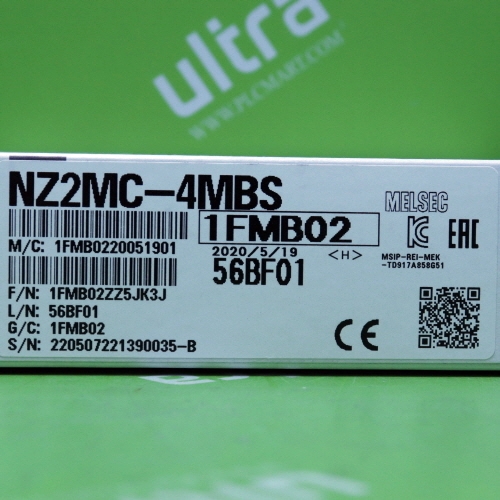 ultra
WWW.PLCMART.COM
NZ2MC-4MBS
MELSEC
1FMB02
M/C: 1FMB0220051901
2020/5/19
<H>
56BF01
EAC
MSIP-REI-MEK
-TD917A858G51
F/N: 1FMB02ZZ5JK3J
L/N: 56BF01
G/C: 1FMB02
S/N: 220507221390035-B